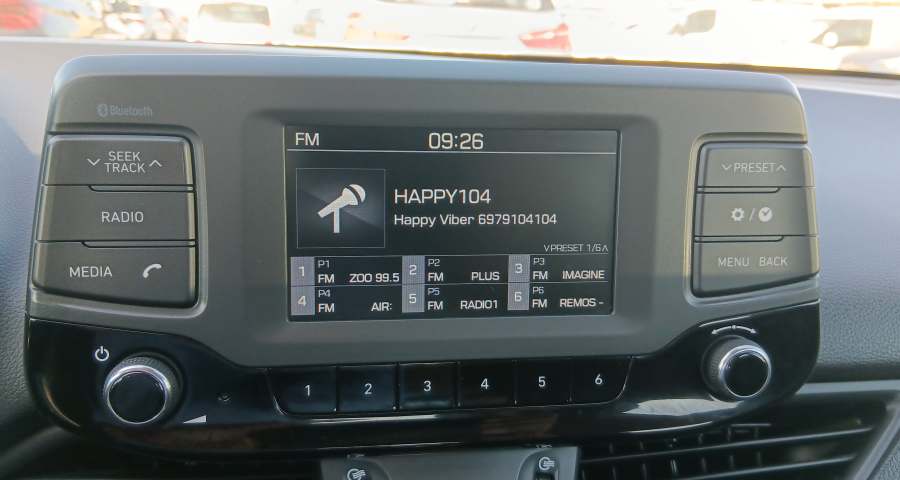 Bluetooth
FM 09:26
SEEK
TRACK
RADIO
MEDIA
HAPPY104
Happy Viber 6979104104
PRESET 1/6
1 P1 FM ZOO 99.5
2 P2 FM PLUS
3 P3 FM IMAGINE
4 P4 FM AIR:
5 P5 FM RADIO1
6 P6 FM REMOS -
PRESET
/
MENU BACK
1 2 3 4 5 6